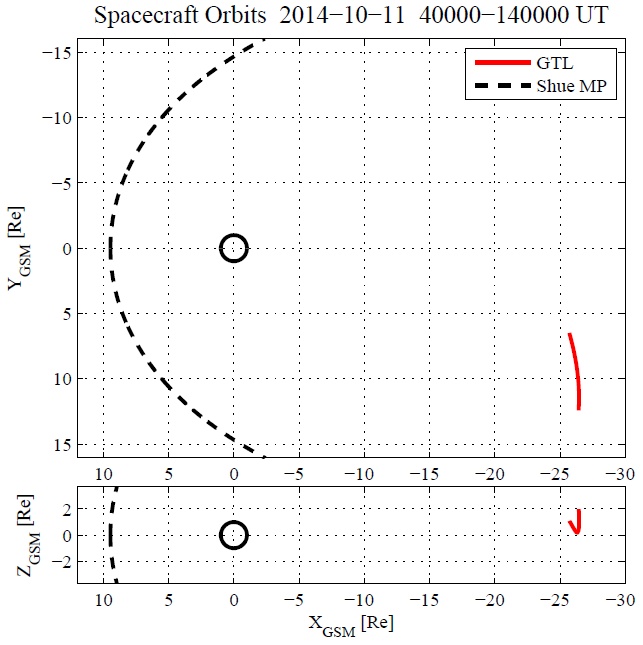 Spacecraft Orbits 2014−10−11 40000−140000 UT
GTL
Shue MP
−15
−10
−5
0
5
10
15
Y_GSM [Re]
10 5 0 −5 −10 −15 −20 −25 −30
2
0
−2
Z_GSM [Re]
10 5 0 −5 −10 −15 −20 −25 −30
X_GSM [Re]